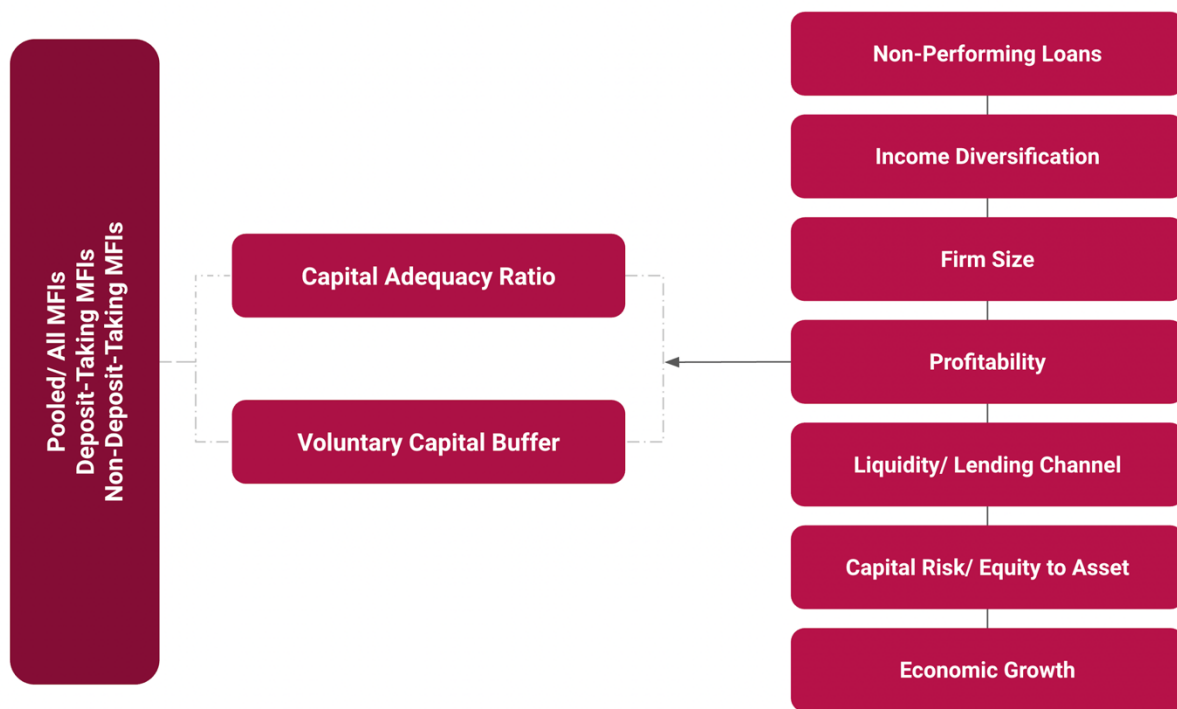 Pooled/ All MFIs
Deposit-Taking MFIs
Non-Deposit-Taking MFIs
Capital Adequacy Ratio
Voluntary Capital Buffer
Non-Performing Loans
Income Diversification
Firm Size
Profitability
Liquidity/ Lending Channel
Capital Risk/ Equity to Asset
Economic Growth